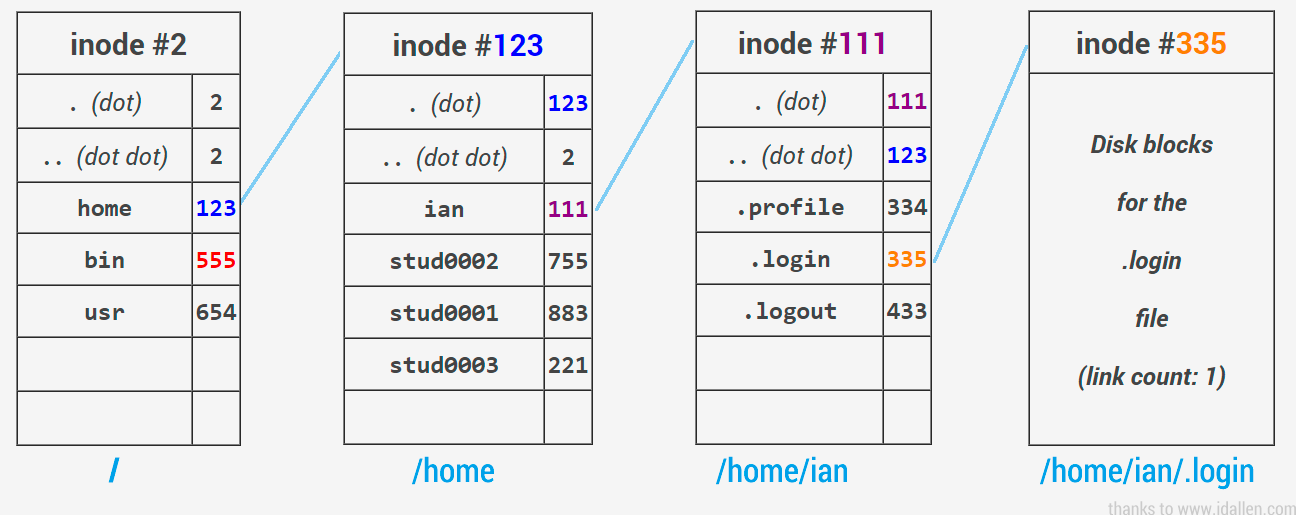 inode #2
. (dot) 2
.. (dot dot) 2
home 123
bin 555
usr 654
/
inode #123
. (dot) 123
.. (dot dot) 2
ian 111
stud0002 755
stud0001 883
stud0003 221
/home
inode #111
. (dot) 111
.. (dot dot) 123
.profile 334
.login 335
.logout 433
/home/ian
inode #335
Disk blocks
for the
.login
file
(link count: 1)
/home/ian/.login
thanks to www.idallen.com